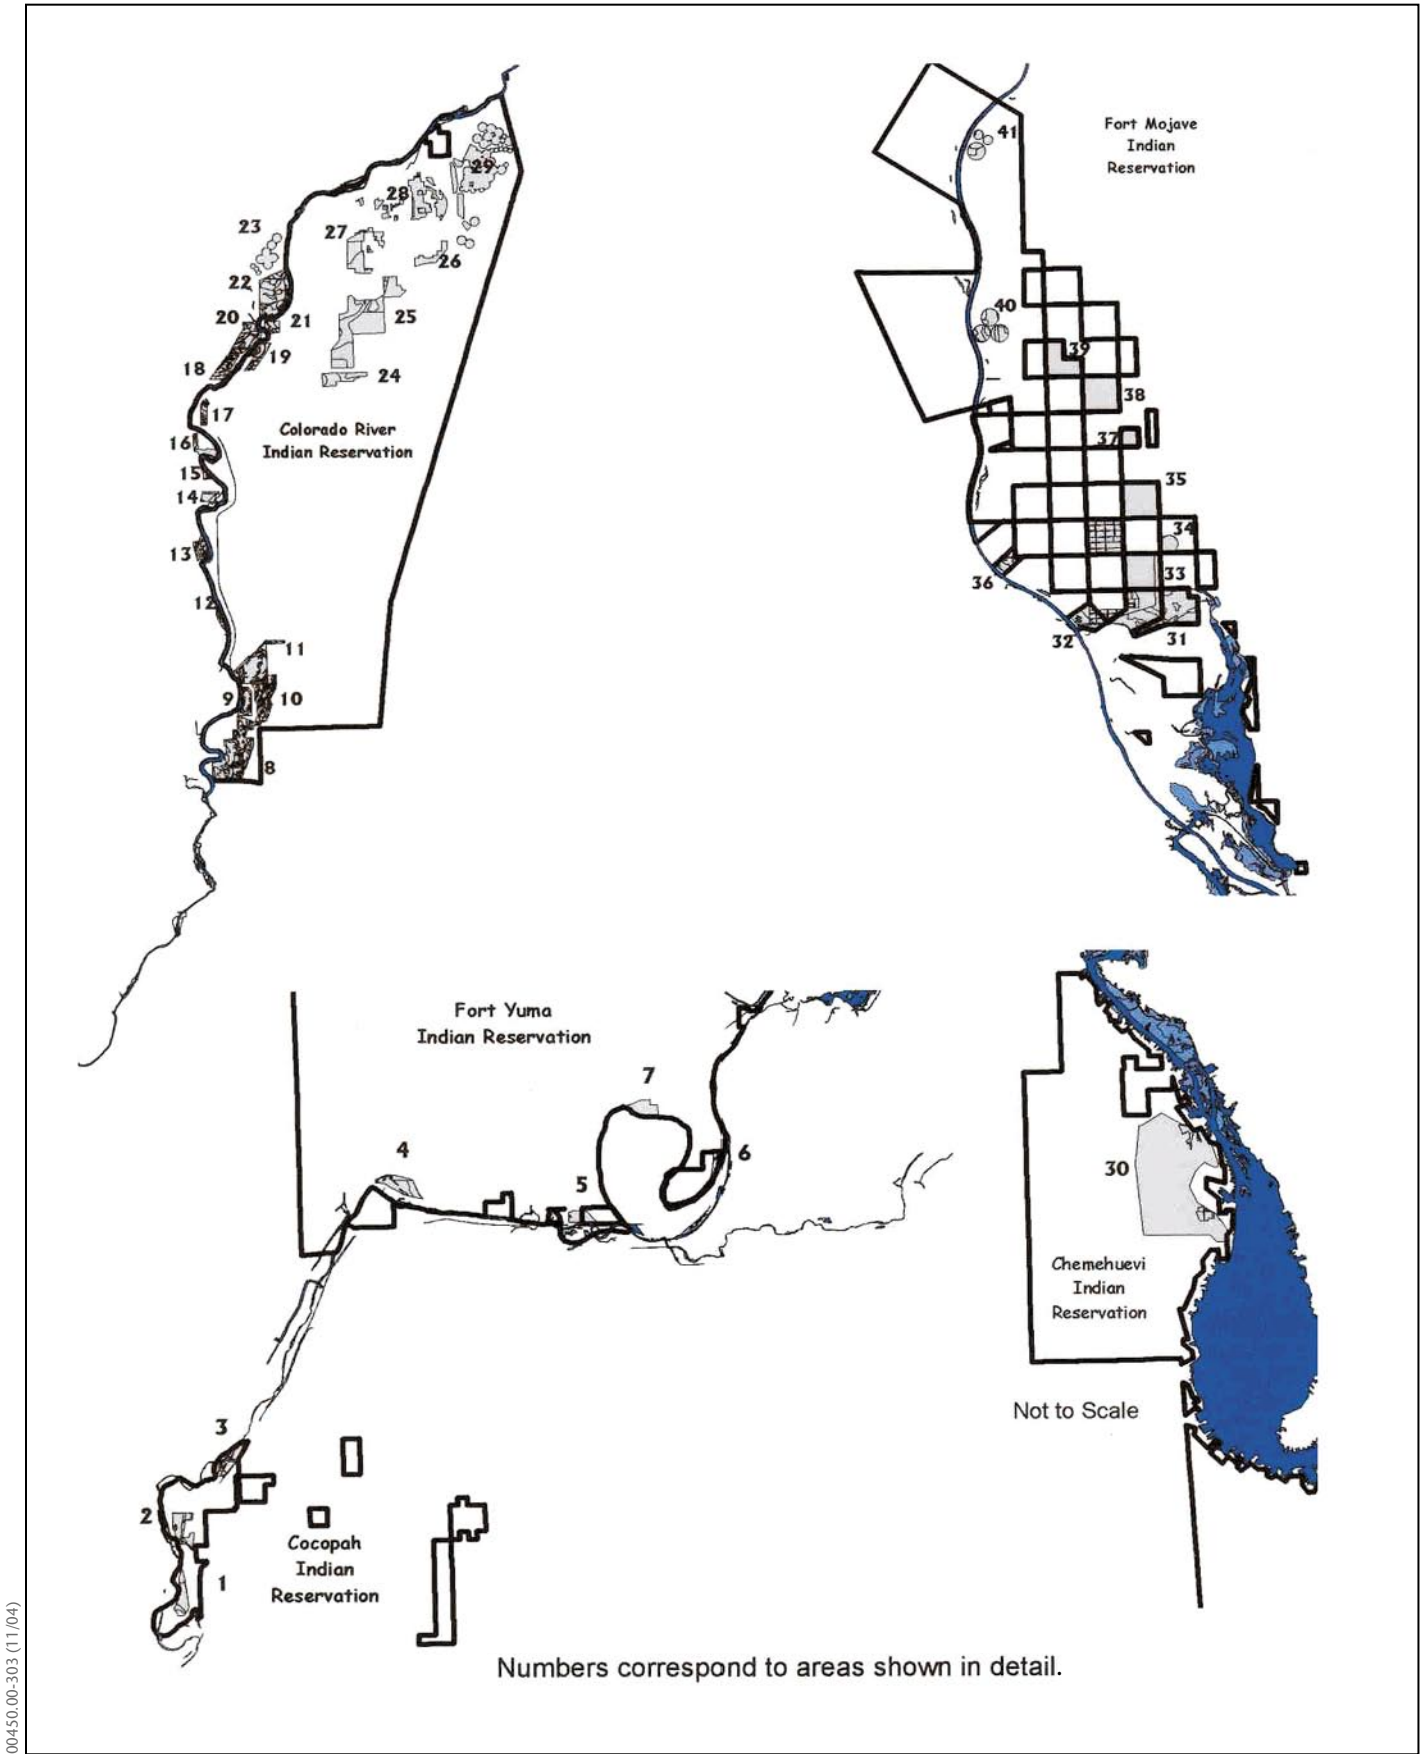 41
Fort Mojave
Indian
Reservation
29
28
23
27
26
22
20
21
25
40
19
18
24
39
38
17
Colorado River
Indian Reservation
16
37
15
14
35
34
13
36
33
12
32
31
11
9
10
8
Fort Yuma
Indian Reservation
7
4
6
5
30
Chemehuevi
Indian
Reservation
Not to Scale
3
2
Cocopah
Indian
Reservation
1
Numbers correspond to areas shown in detail.
00450.00-303 (11/04)